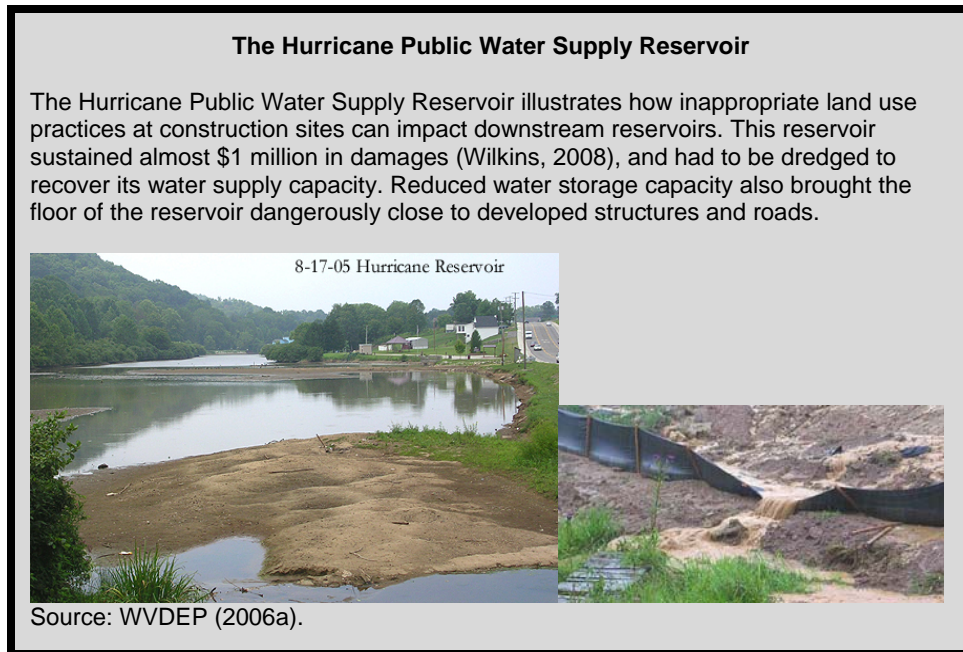 The Hurricane Public Water Supply Reservoir
The Hurricane Public Water Supply Reservoir illustrates how inappropriate land use
practices at construction sites can impact downstream reservoirs. This reservoir
sustained almost $1 million in damages (Wilkins, 2008), and had to be dredged to
recover its water supply capacity. Reduced water storage capacity also brought the
floor of the reservoir dangerously close to developed structures and roads.
8-17-05 Hurricane Reservoir
Source: WVDEP (2006a).